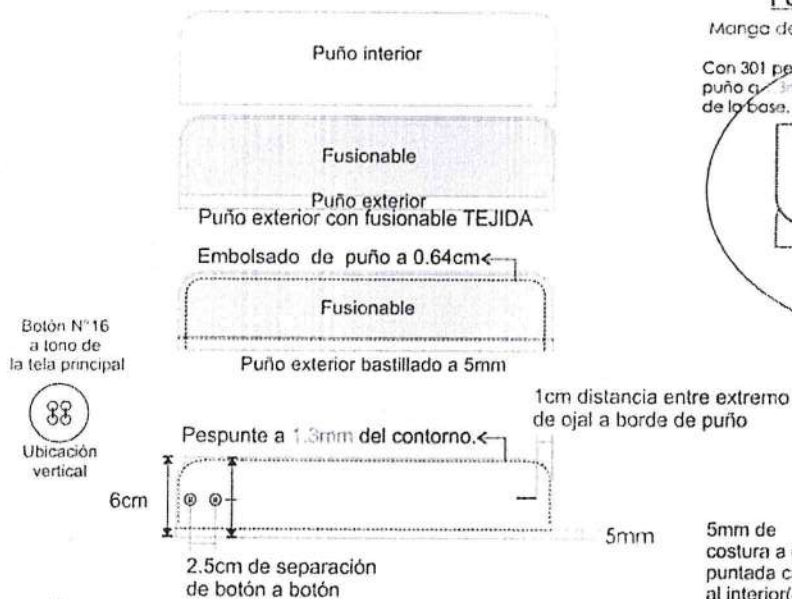 Puño interior
Fusionable
Puño exterior
Puño exterior con fusionable TEJIDA
Embolsado de puño a 0.64cm
Fusionable
Puño exterior bastillado a 5mm
Botón N°16
a tono de
la tela principal
Ubicación
vertical
1cm distancia entre extremo
de ojal a borde de puño
Pespunte a 1.3mm del contorno.
6cm
5mm
2.5cm de separación
de botón a botón
Manga
Con 301
puño a
de la base.
5mm de
costura a
puntada
al interior